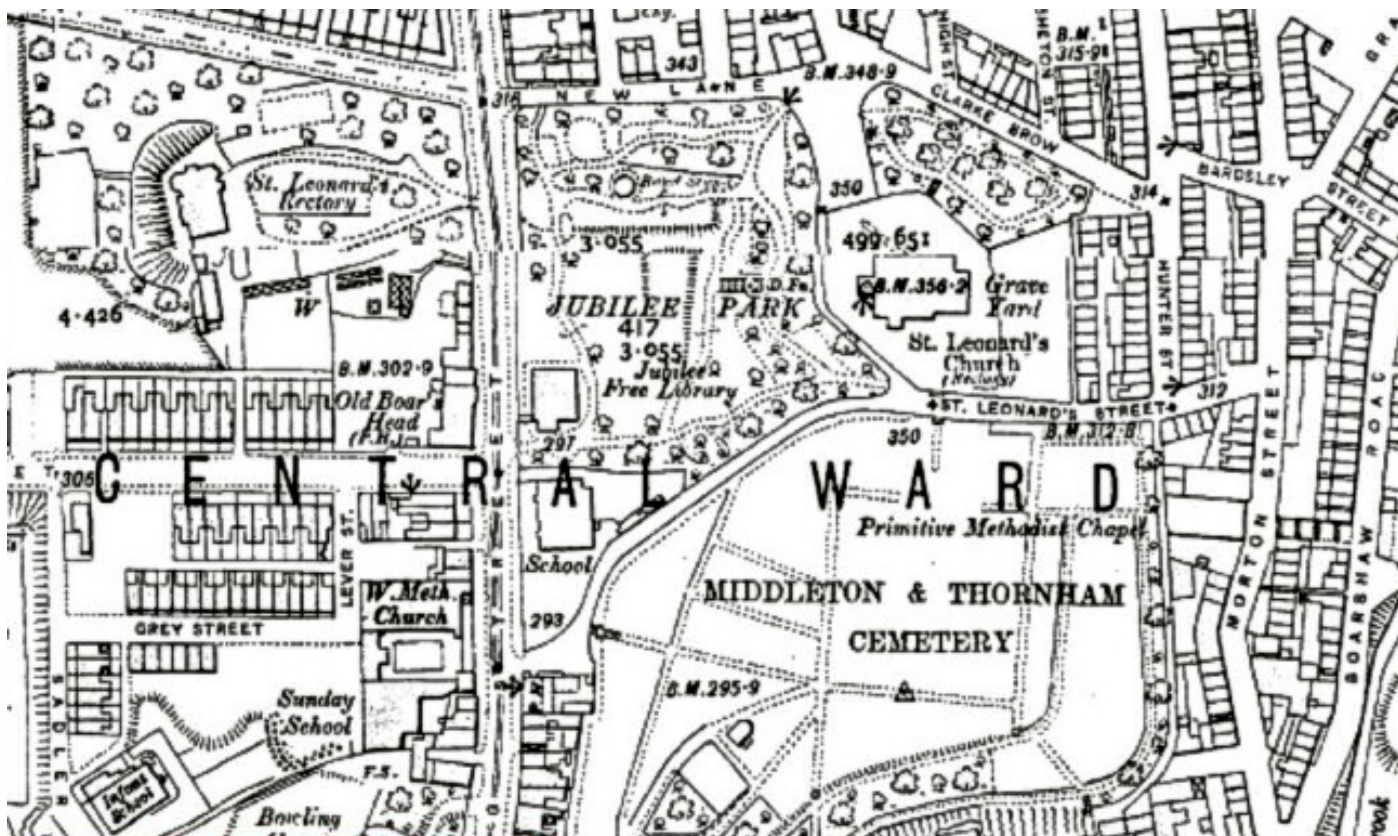 343
B.M.348·9
B.M.
315·9
318
NEW LANE
CLARKE BROW
BARDSLEY
STREET
314
St. Leonard's
Rectory
350
3·055
499·651
HUNTER ST.
JUBILEE PARK
B.M.356·2
Grave
Yard
W
4·426
417
3·055
Jubilee
Free Library
St. Leonard's
Church
(Rectory)
B.M.302·9
Old Boar's
Head
(P.H.)
312
ST. LEONARD'S STREET
B.M.312·8
297
350
305
CENTRAL WARD
Primitive Methodist Chapel
LEVER ST.
School
W. Meth.
Church
MIDDLETON & THORNHAM
CEMETERY
MORTON STREET
BOARSHAW ROAD
GREY STREET
293
B.M.295·9
Sunday
School
P.H.
SADLER
Infant
School
F.S.
Bowling